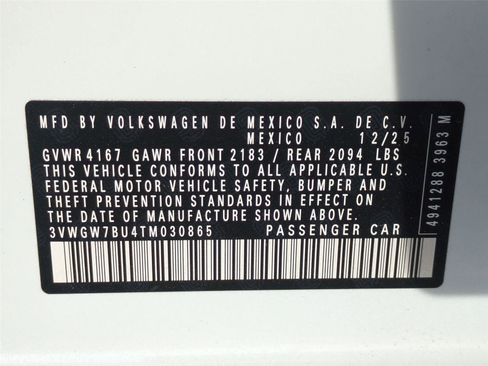 MFD BY VOLKSWAGEN DE MEXICO S.A. DE C.V.
MEXICO 12/25
GVWR 4167 GAWR FRONT 2183 / REAR 2094 LBS
THIS VEHICLE CONFORMS TO ALL APPLICABLE U.S.
FEDERAL MOTOR VEHICLE SAFETY, BUMPER AND
THEFT PREVENTION STANDARDS IN EFFECT ON
THE DATE OF MANUFACTURE SHOWN ABOVE.
3VWGW7BU4TM030865 PASSENGER CAR
4941288 3963 M